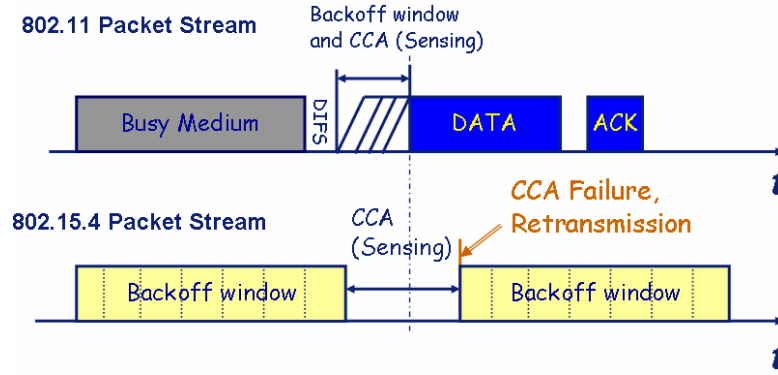 802.11 Packet Stream
Backoff window
and CCA (Sensing)
Busy Medium
DIFS
DATA
ACK
t
802.15.4 Packet Stream
CCA
(Sensing)
CCA Failure,
Retransmission
Backoff window
Backoff window
t